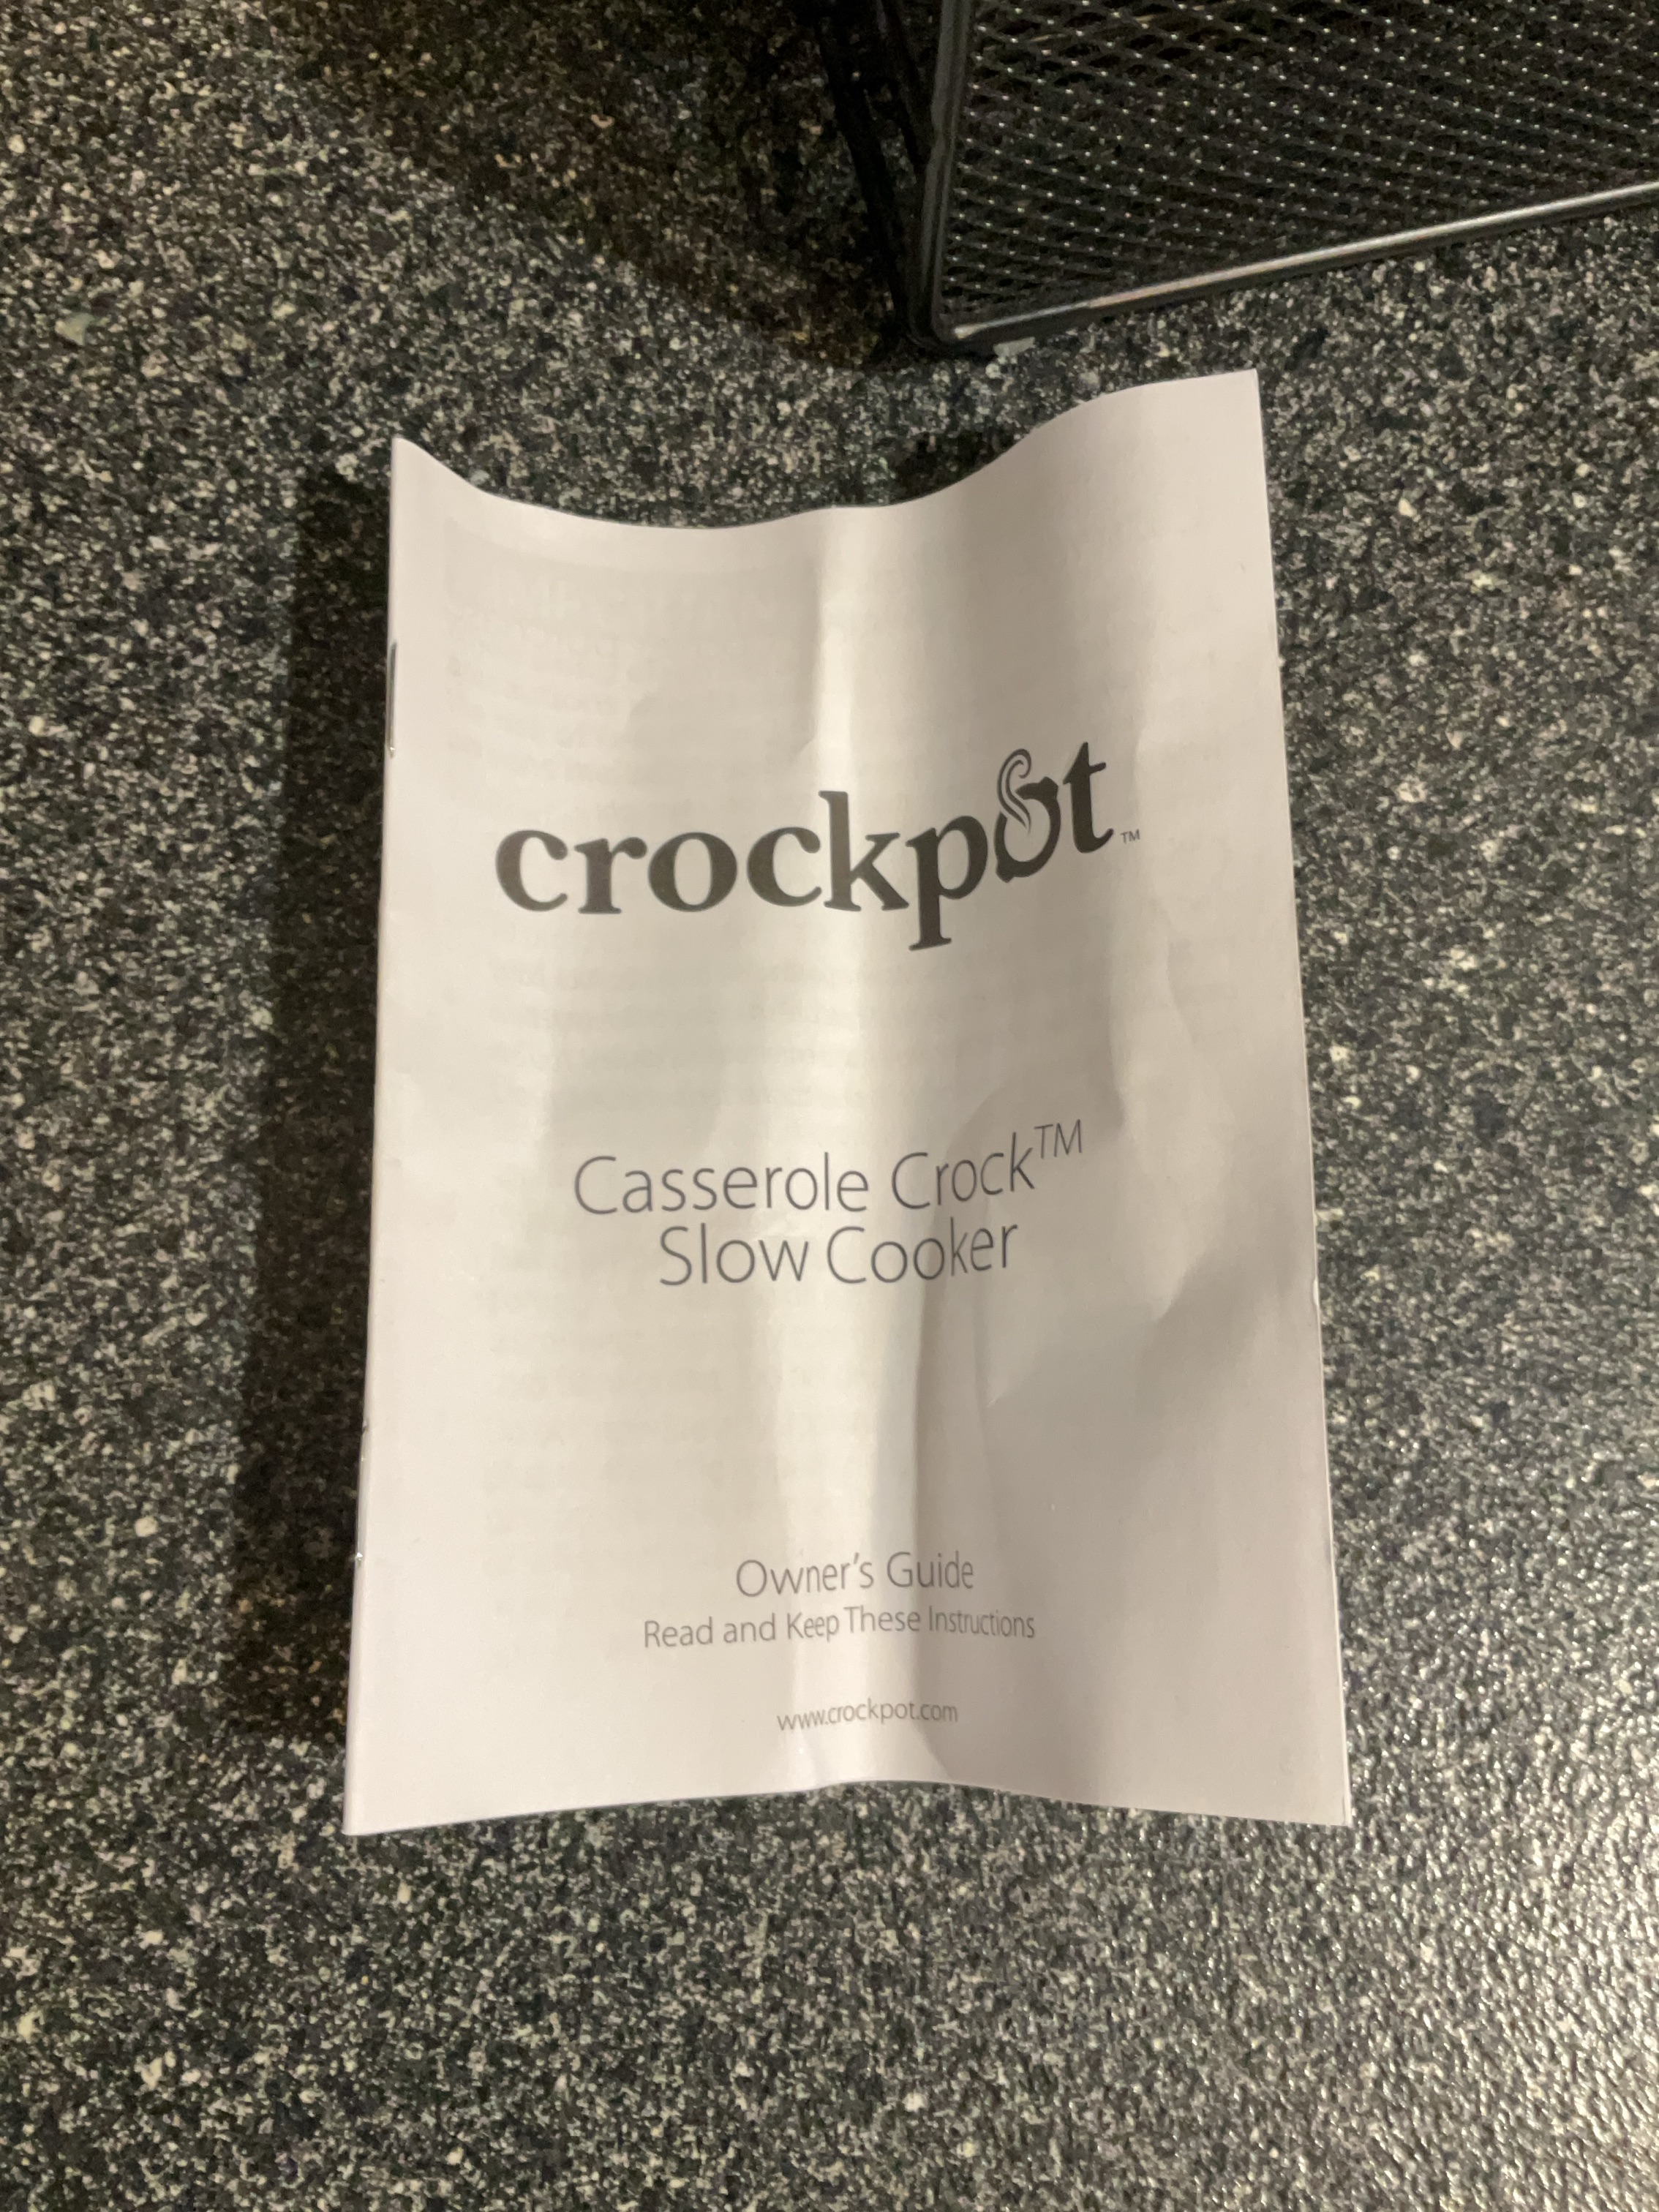 crockpot™
Casserole Crock™
Slow Cooker
Owner's Guide
Read and Keep These Instructions
www.crockpot.com